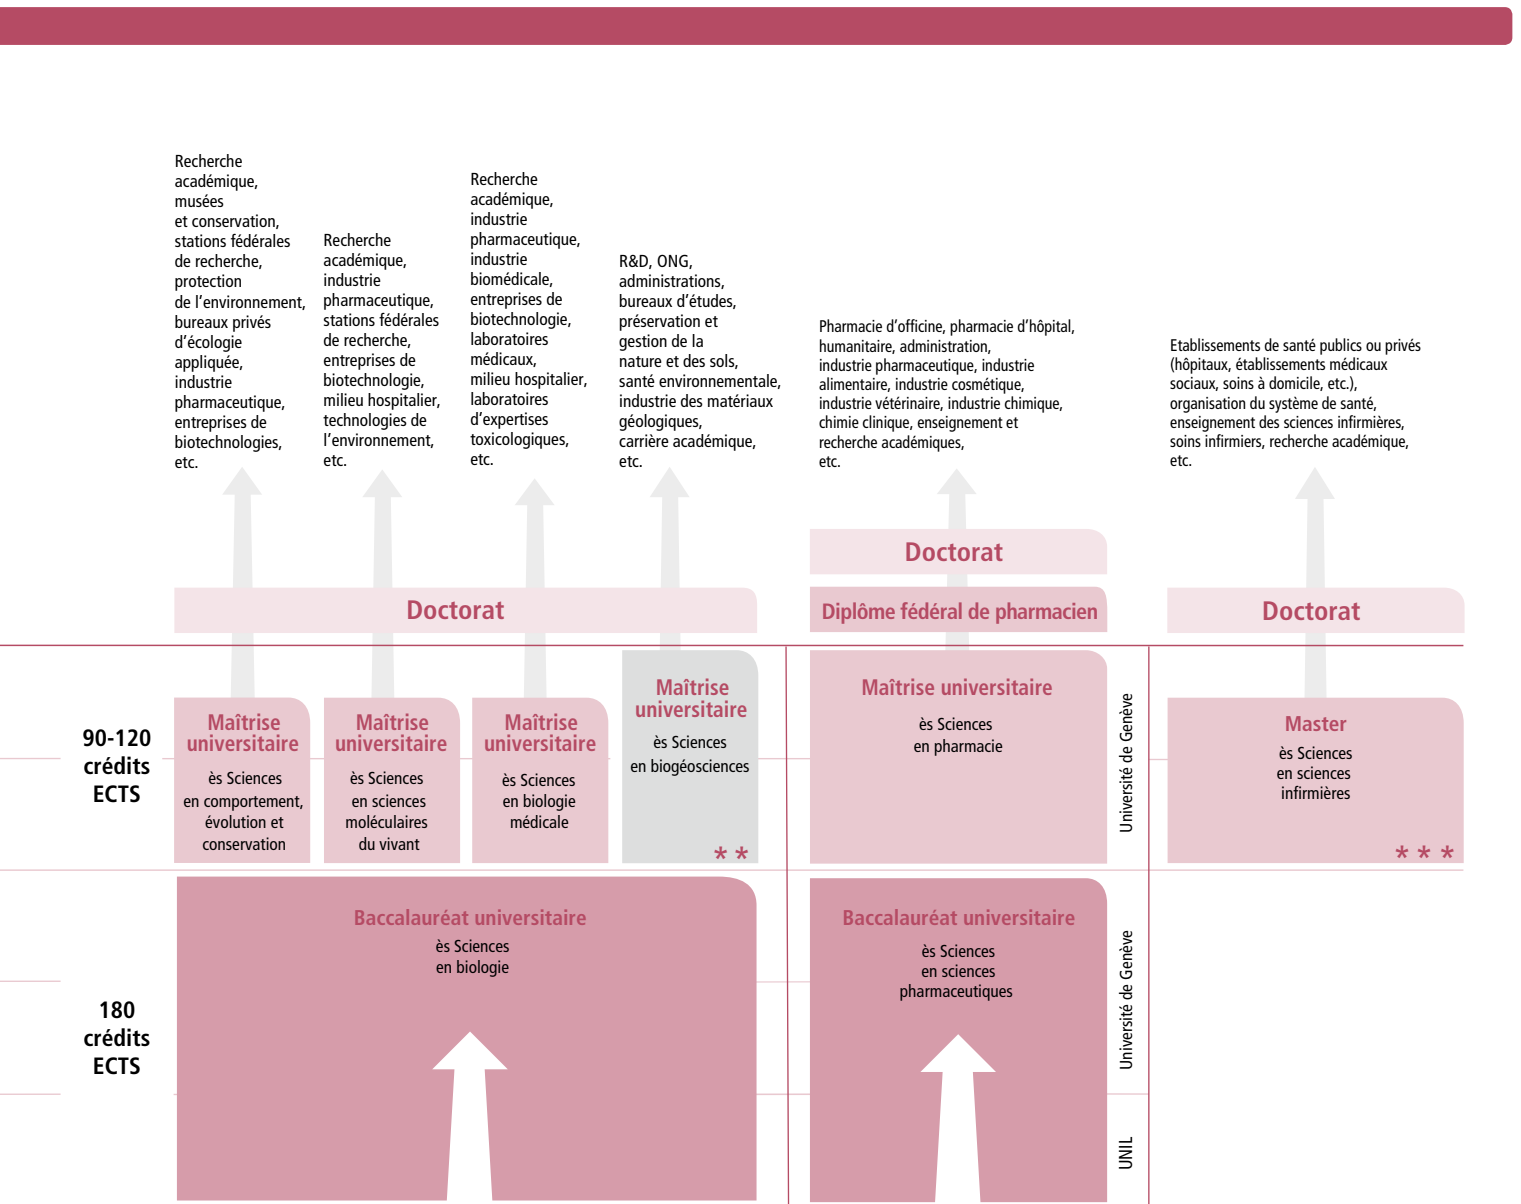 Recherche
académique,
musées
et conservation,
stations fédérales
de recherche,
protection
de l’environnement,
bureaux privés
d’écologie
appliquée,
industrie
pharmaceutique,
entreprises de
biotechnologies,
etc.
Recherche
académique,
industrie
pharmaceutique,
stations fédérales
de recherche,
entreprises de
biotechnologie,
milieu hospitalier,
technologies de
l’environnement,
etc.
Recherche
académique,
industrie
pharmaceutique,
industrie
biomédicale,
entreprises de
biotechnologie,
laboratoires
médicaux,
milieu hospitalier,
laboratoires
d’expertises
toxicologiques,
etc.
R&D, ONG,
administrations,
bureaux d’études,
préservation et
gestion de la
nature et des sols,
santé environnementale,
industrie des matériaux
géologiques,
carrière académique,
etc.
Pharmacie d’officine, pharmacie d’hôpital,
humanitaire, administration,
industrie pharmaceutique, industrie
alimentaire, industrie cosmétique,
industrie vétérinaire, industrie chimique,
chimie clinique, enseignement et
recherche académiques,
etc.
Etablissements de santé publics ou privés
(hôpitaux, établissements médicaux
sociaux, soins à domicile, etc.),
organisation du système de santé,
enseignement des sciences infirmières,
soins infirmiers, recherche académique,
etc.
Doctorat
Doctorat
Diplôme fédéral de pharmacien
Doctorat
90-120
crédits
ECTS
Maîtrise
universitaire
ès Sciences
en comportement,
évolution et
conservation
Maîtrise
universitaire
ès Sciences
en sciences
moléculaires
du vivant
Maîtrise
universitaire
ès Sciences
en biologie
médicale
Maîtrise
universitaire
ès Sciences
en biogéosciences
* *
Maîtrise universitaire
ès Sciences
en pharmacie
Université de Genève
Master
ès Sciences
en sciences
infirmières
* * *
180
crédits
ECTS
Baccalauréat universitaire
ès Sciences
en biologie
Baccalauréat universitaire
ès Sciences
en sciences
pharmaceutiques
Université de Genève
UNIL